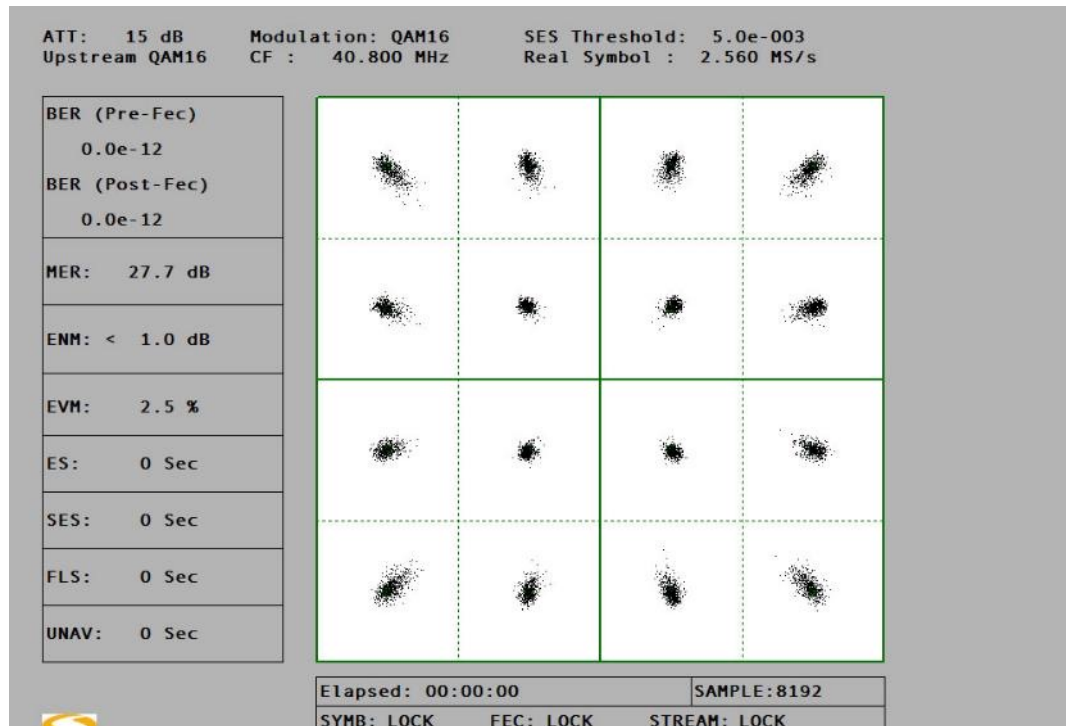 ATT: 15 dB Modulation: QAM16 SES Threshold: 5.0e-003
Upstream QAM16 CF : 40.800 MHz Real Symbol : 2.560 MS/s
BER (Pre-Fec)
0.0e-12
BER (Post-Fec)
0.0e-12
MER: 27.7 dB
ENM: < 1.0 dB
EVM: 2.5 %
ES: 0 Sec
SES: 0 Sec
FLS: 0 Sec
UNAV: 0 Sec
Elapsed: 00:00:00 SAMPLE:8192
SYMB: LOCK FEC: LOCK STREAM: LOCK